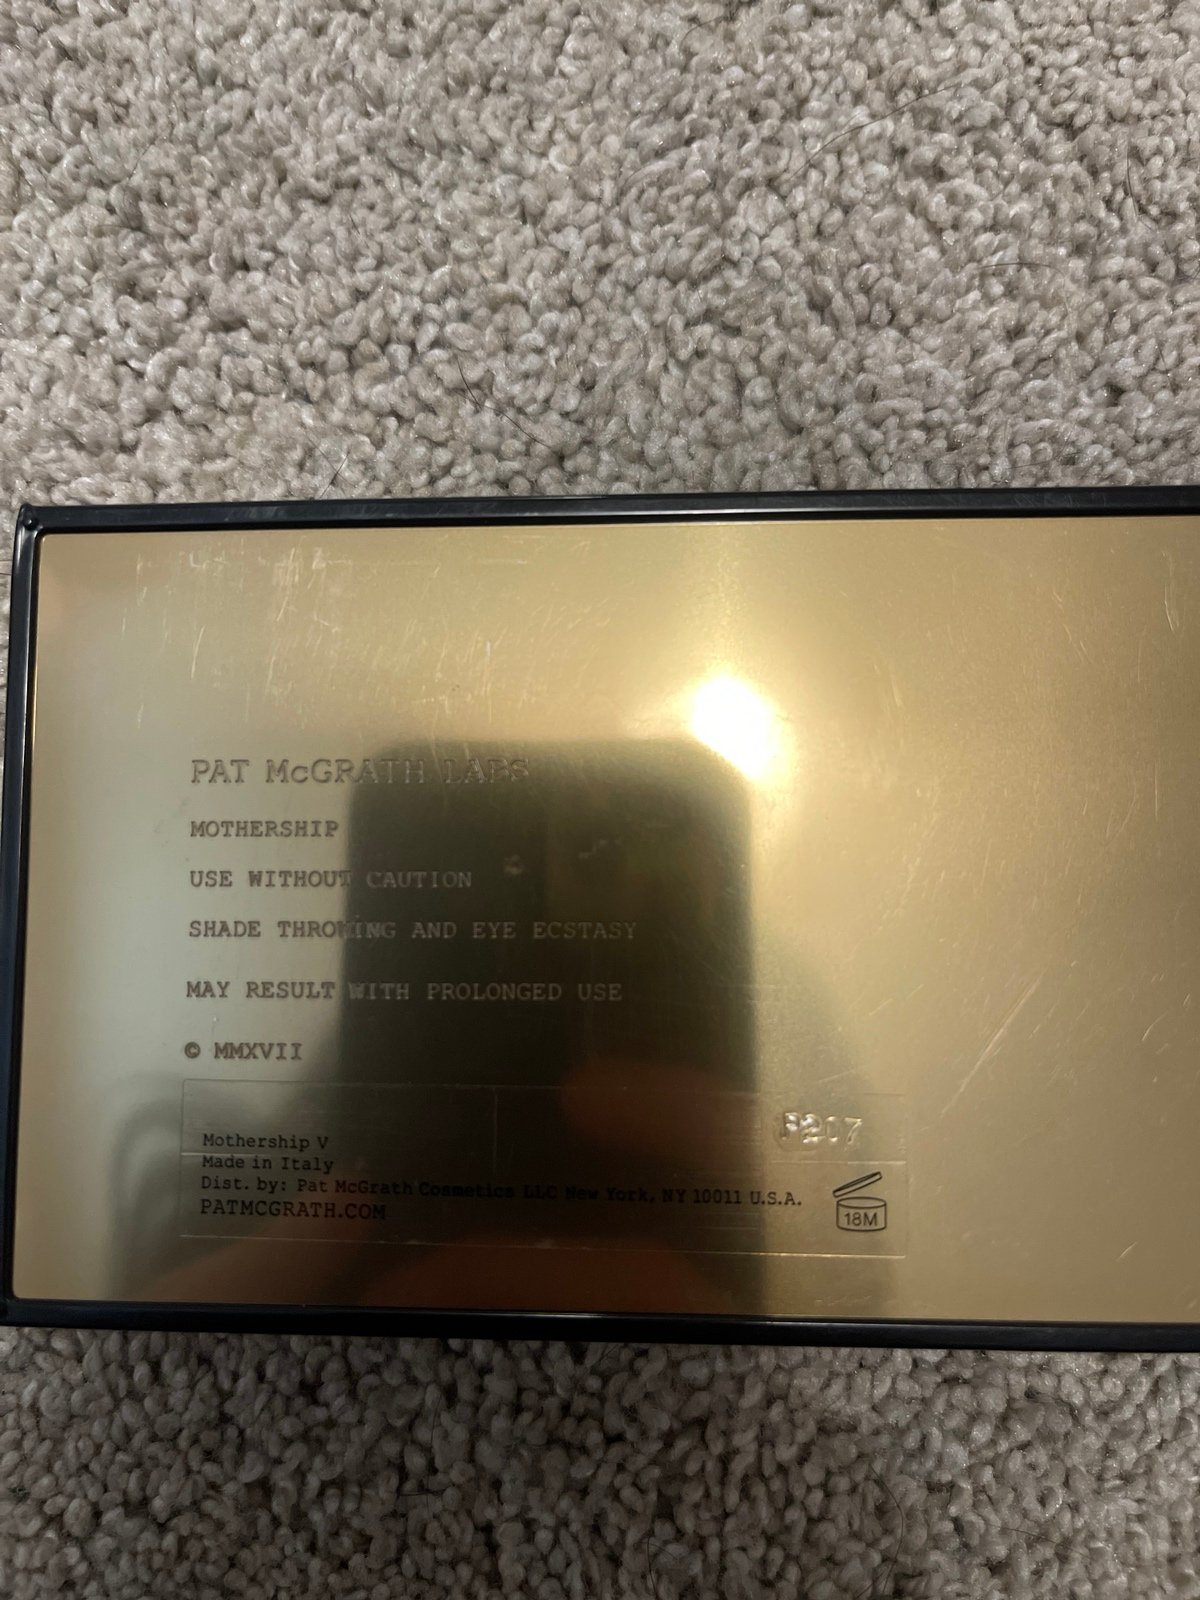 PAT McGRATH LABS
MOTHERSHIP
USE WITHOUT CAUTION
SHADE THROWING AND EYE ECSTASY
MAY RESULT WITH PROLONGED USE
© MMXVII
P207
Mothership V
Made in Italy
Dist. by: Pat McGrath Cosmetics LLC New York, NY 10011 U.S.A.
PATMCGRATH.COM
18M